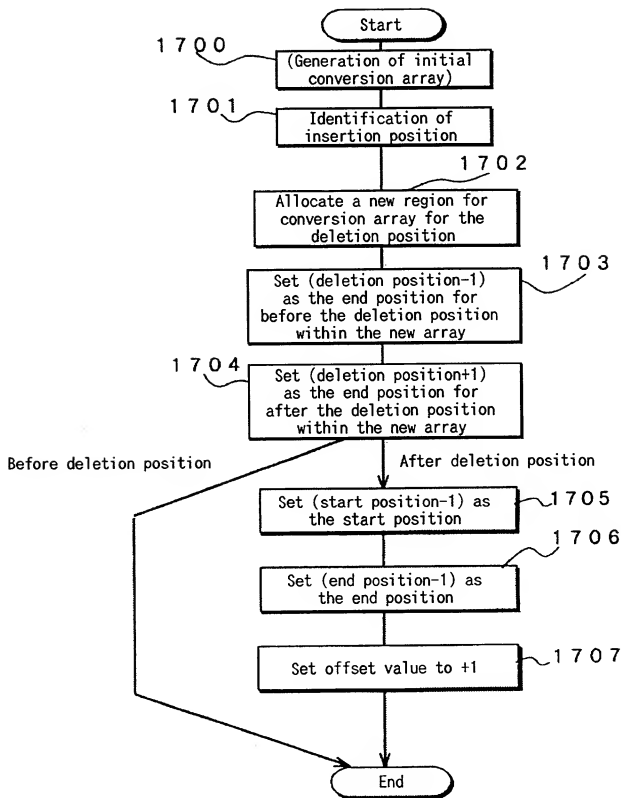 Start
1700
(Generation of initial
conversion array)
1701
Identification of
insertion position
1702
Allocate a new region for
conversion array for the
deletion position
1703
Set (deletion position-1)
as the end position for
before the deletion position
within the new array
1704
Set (deletion position+1)
as the end position for
after the deletion position
within the new array
Before deletion position
After deletion position
Set (start position-1) as
the start position
1705
1706
Set (end position-1) as
the end position
Set offset value to +1
1707
End